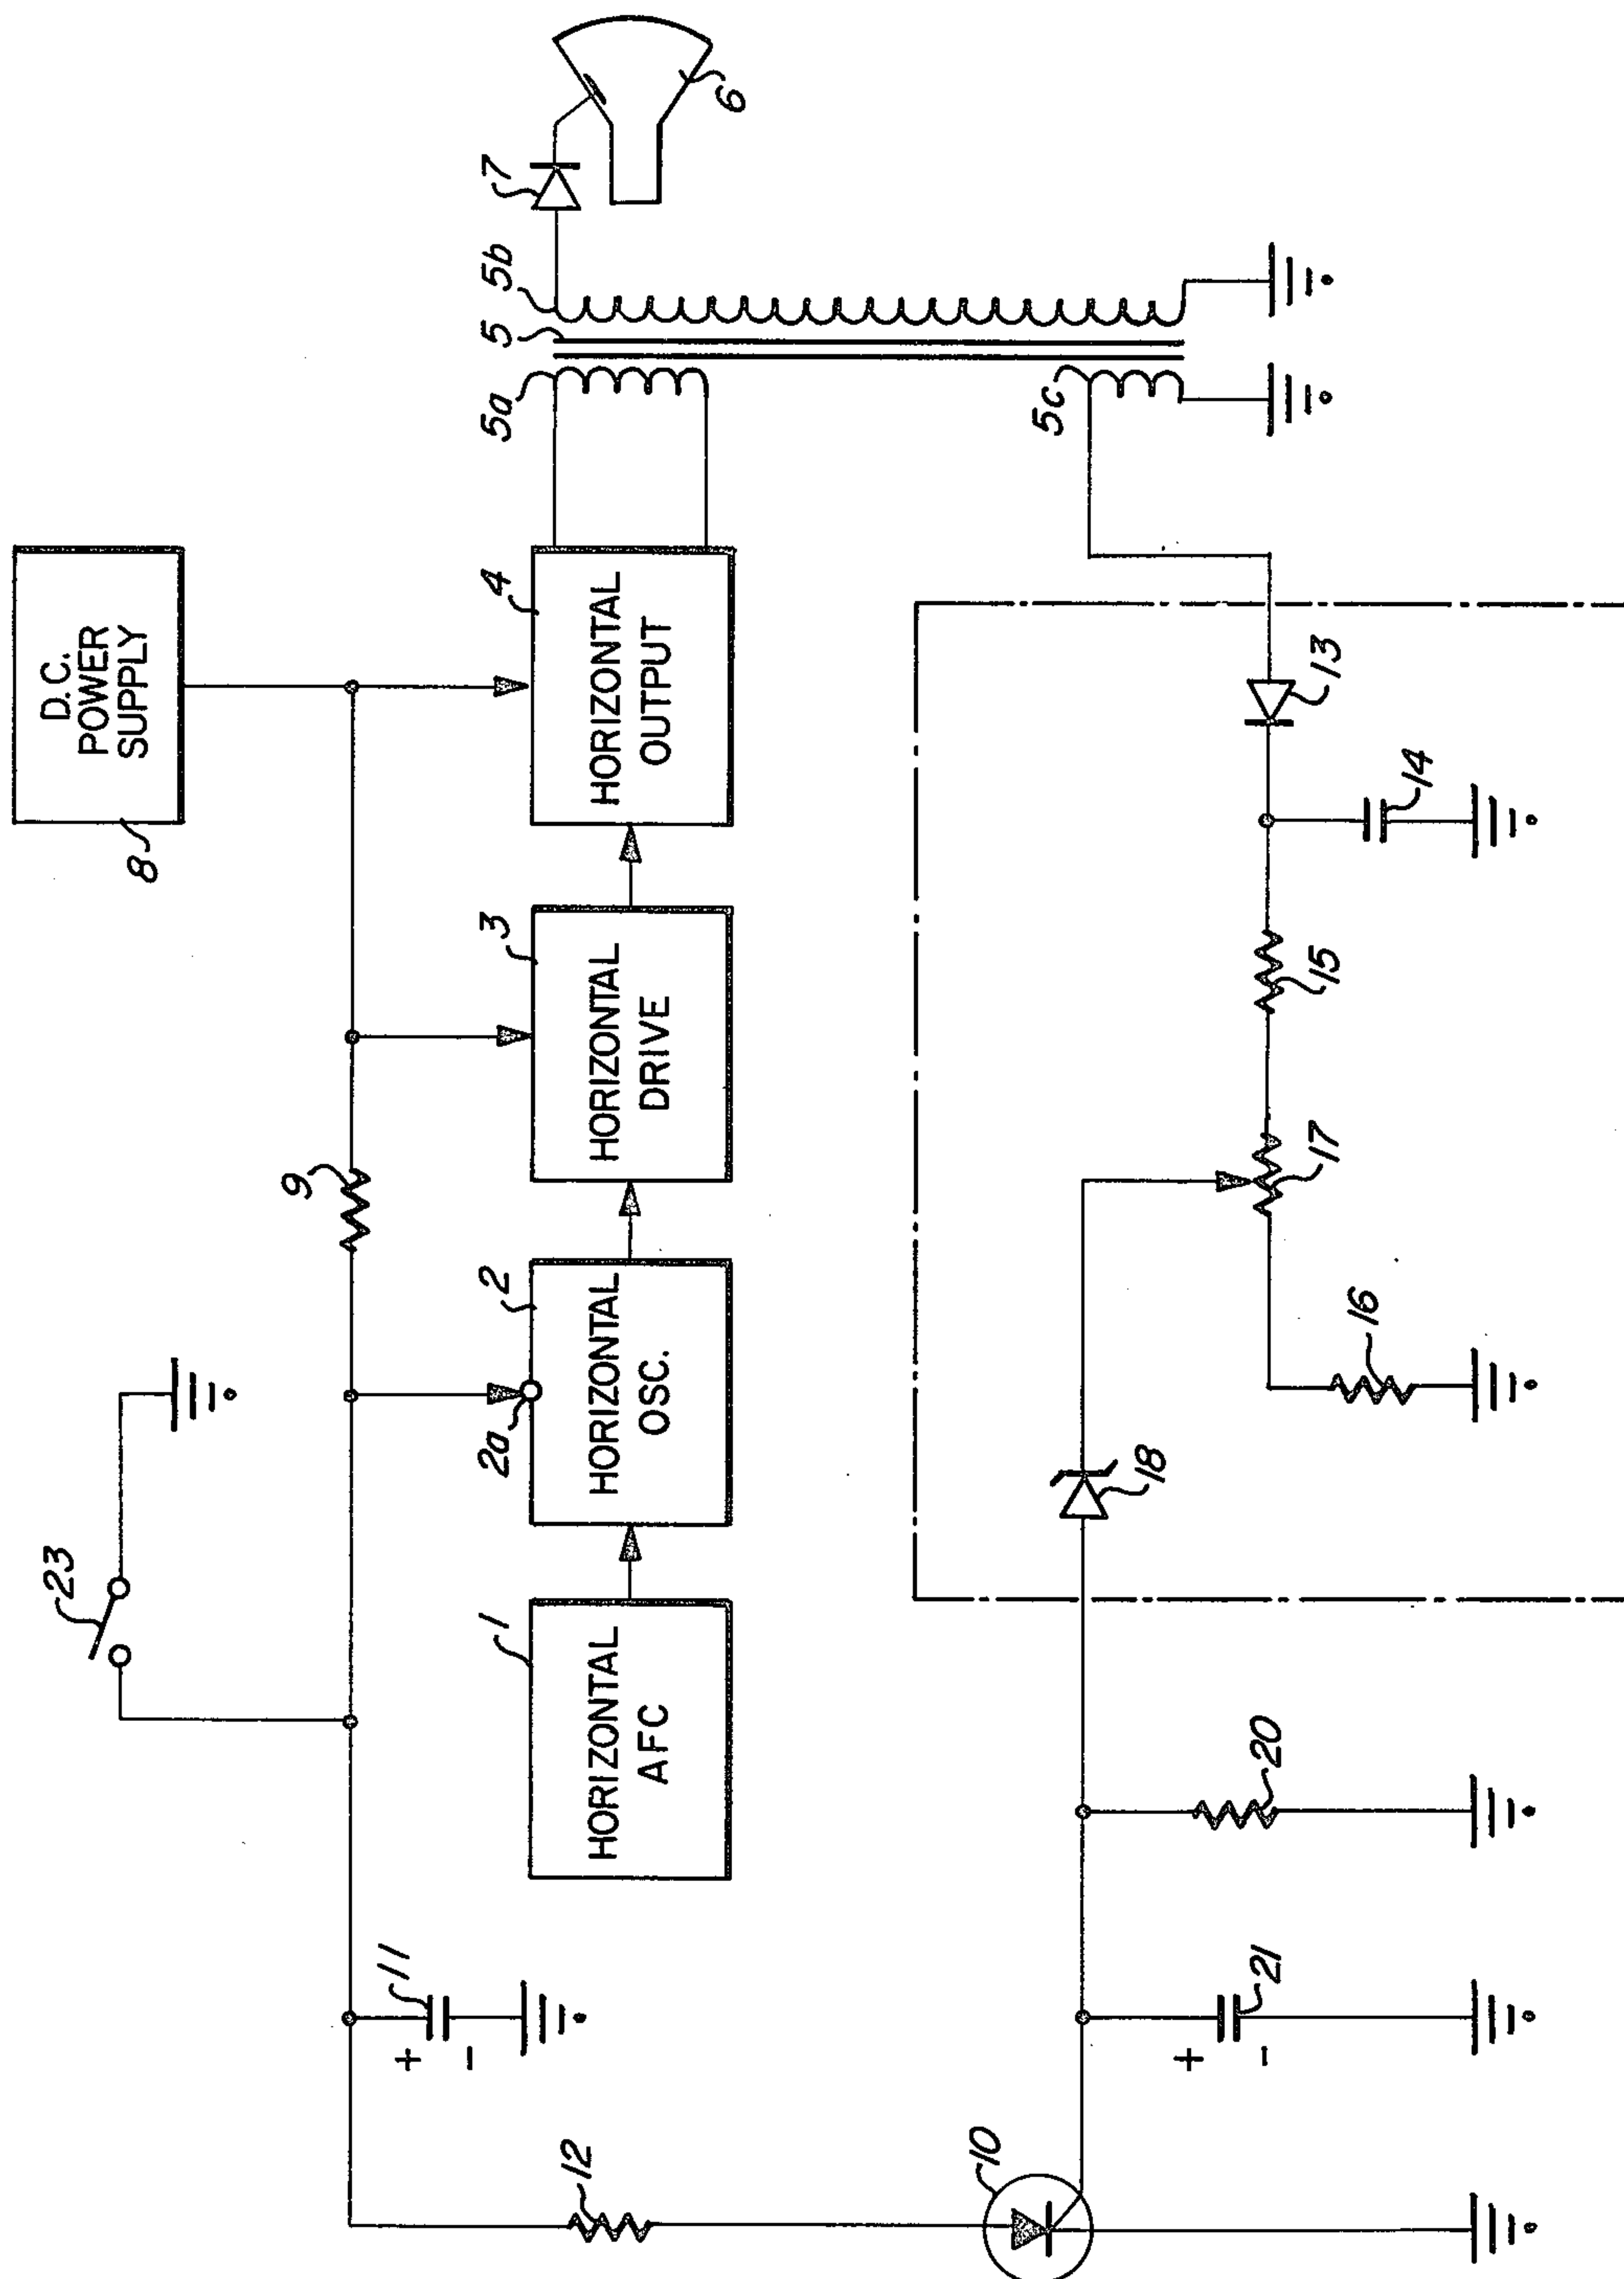 D.C.
POWER
SUPPLY
8
23
9
HORIZONTAL
AFC
1
HORIZONTAL
OSC.
2
2a
HORIZONTAL
DRIVE
3
HORIZONTAL
OUTPUT
4
5a
5
5b
5c
7
6
11
+
-
12
10
21
+
-
20
18
16
17
15
14
13